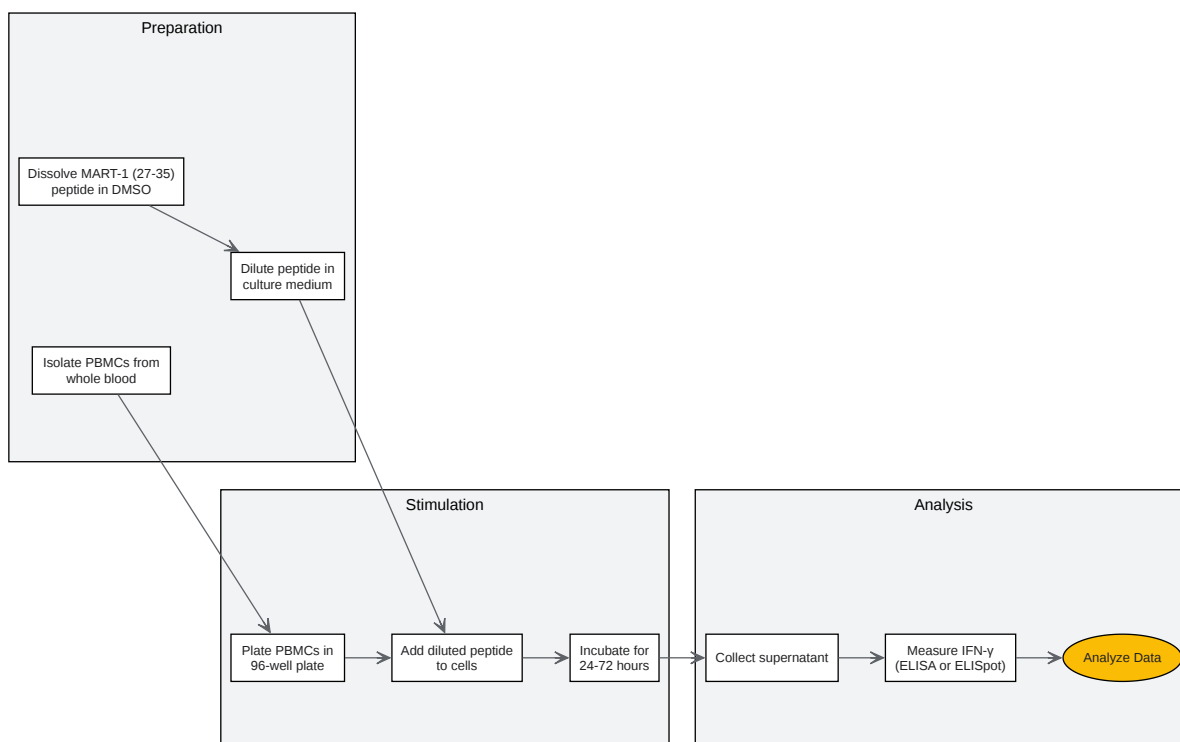 Preparation
Dissolve MART-1 (27-35)
peptide in DMSO
Dilute peptide in
culture medium
Isolate PBMCs from
whole blood
Stimulation
Plate PBMCs in
96-well plate
Add diluted peptide
to cells
Incubate for
24-72 hours
Analysis
Collect supernatant
Measure IFN-γ
(ELISA or ELISpot)
Analyze Data